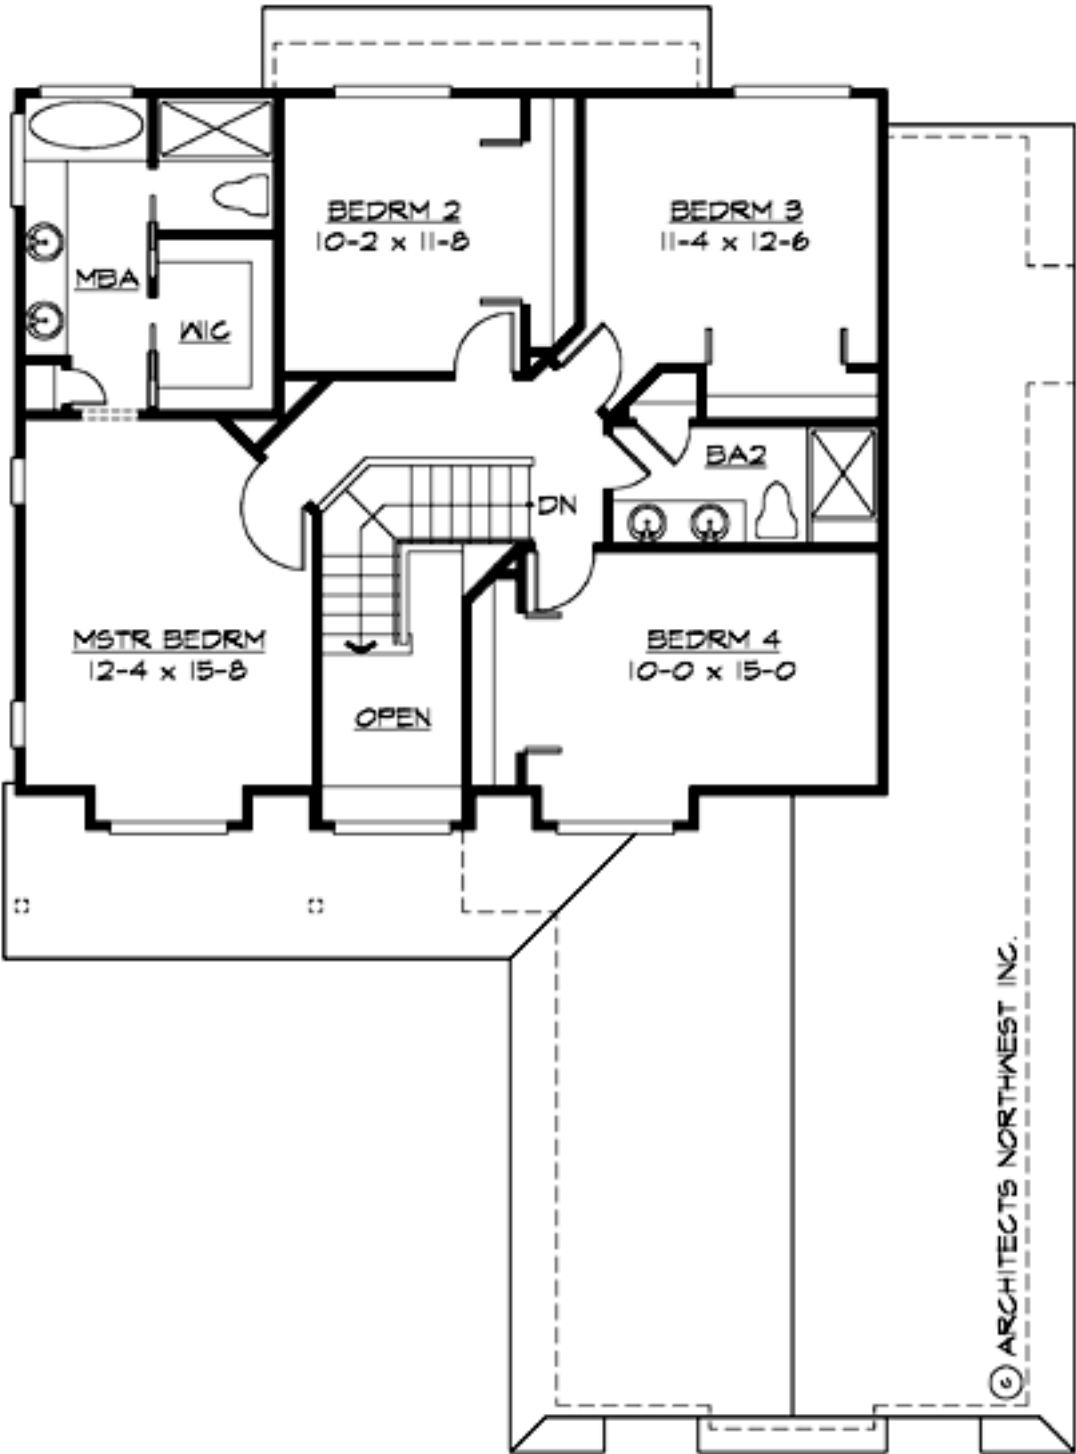 BEDRM 2
10-2 x 11-8
BEDRM 3
11-4 x 12-6
MBA
WIC
BA2
DN
MSTR BEDRM
12-4 x 15-8
BEDRM 4
10-0 x 15-0
OPEN
© ARCHITECTS NORTHWEST INC.